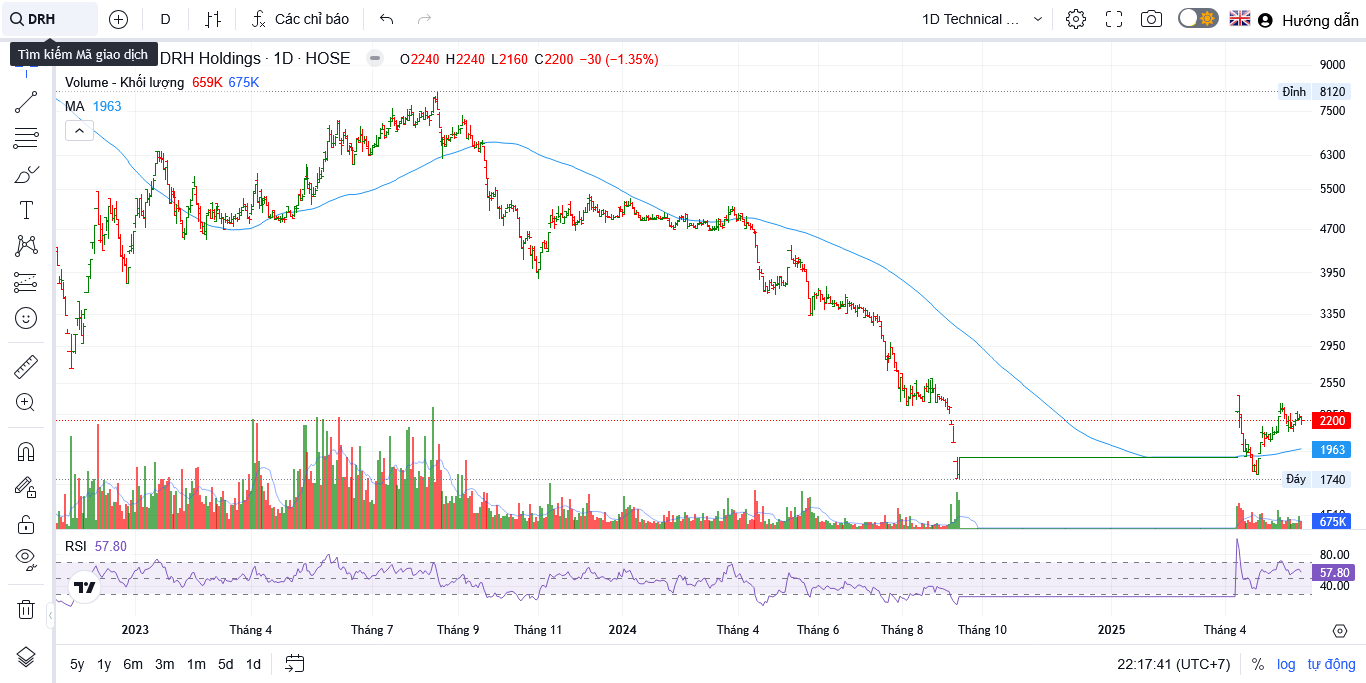 DRH D Các chỉ báo 1D Technical ... Hướng dẫn
Tìm kiếm Mã giao dịch
DRH Holdings · 1D · HOSE O2240 H2240 L2160 C2200 −30 (−1.35%)
Volume - Khối lượng 659K 675K
MA 1963
9000
Đỉnh 8120
7500
6300
5500
4700
3950
3350
2950
2550
2200
1963
Đáy 1740
675K
RSI 57.80
80.00
57.80
40.00
2023 Tháng 4 Tháng 7 Tháng 9 Tháng 11 2024 Tháng 4 Tháng 6 Tháng 8 Tháng 10 2025 Tháng 4
5y 1y 6m 3m 1m 5d 1d 22:17:41 (UTC+7) % log tự động